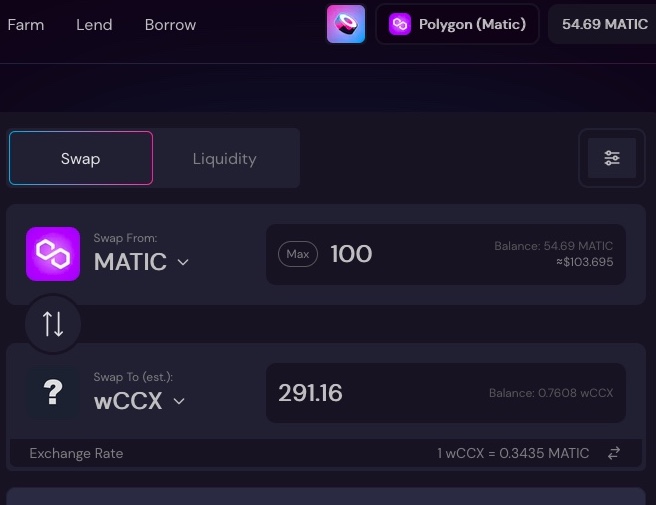 Farm Lend Borrow Polygon (Matic) 54.69 MATIC
Swap Liquidity
Swap From:
MATIC
Max 100
Balance: 54.69 MATIC
≈$103.695
?
Swap To (est.):
wCCX
291.16
Balance: 0.7608 wCCX
Exchange Rate 1 wCCX = 0.3435 MATIC